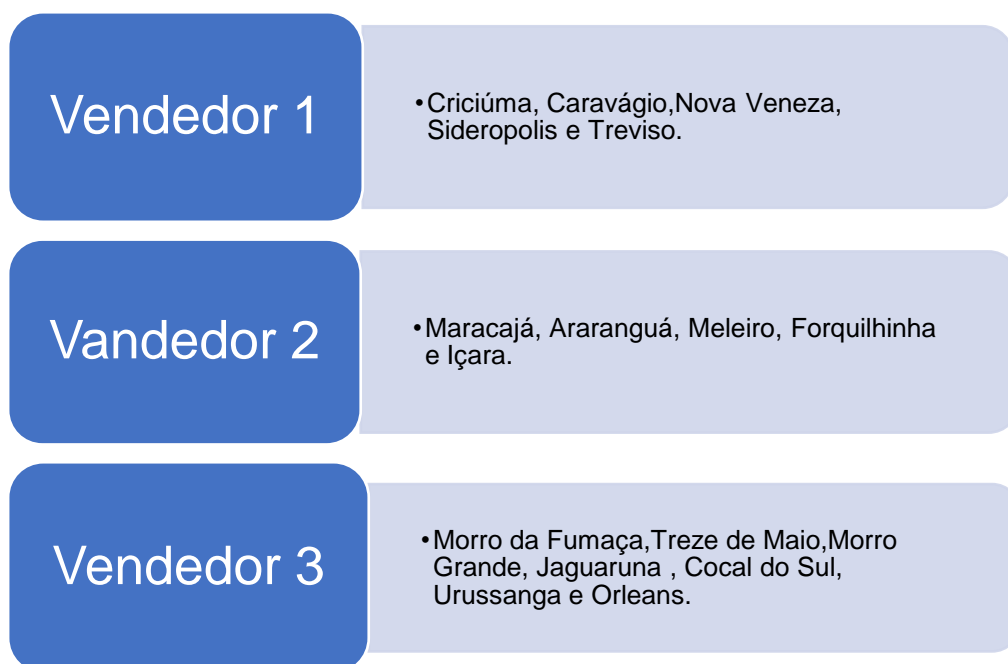 Vendedor 1
•Criciúma, Caravágio,Nova Veneza,
Sideropolis e Treviso.
Vandedor 2
•Maracajá, Araranguá, Meleiro, Forquilhinha
e Içara.
Vendedor 3
•Morro da Fumaça,Treze de Maio,Morro
Grande, Jaguaruna , Cocal do Sul,
Urussanga e Orleans.